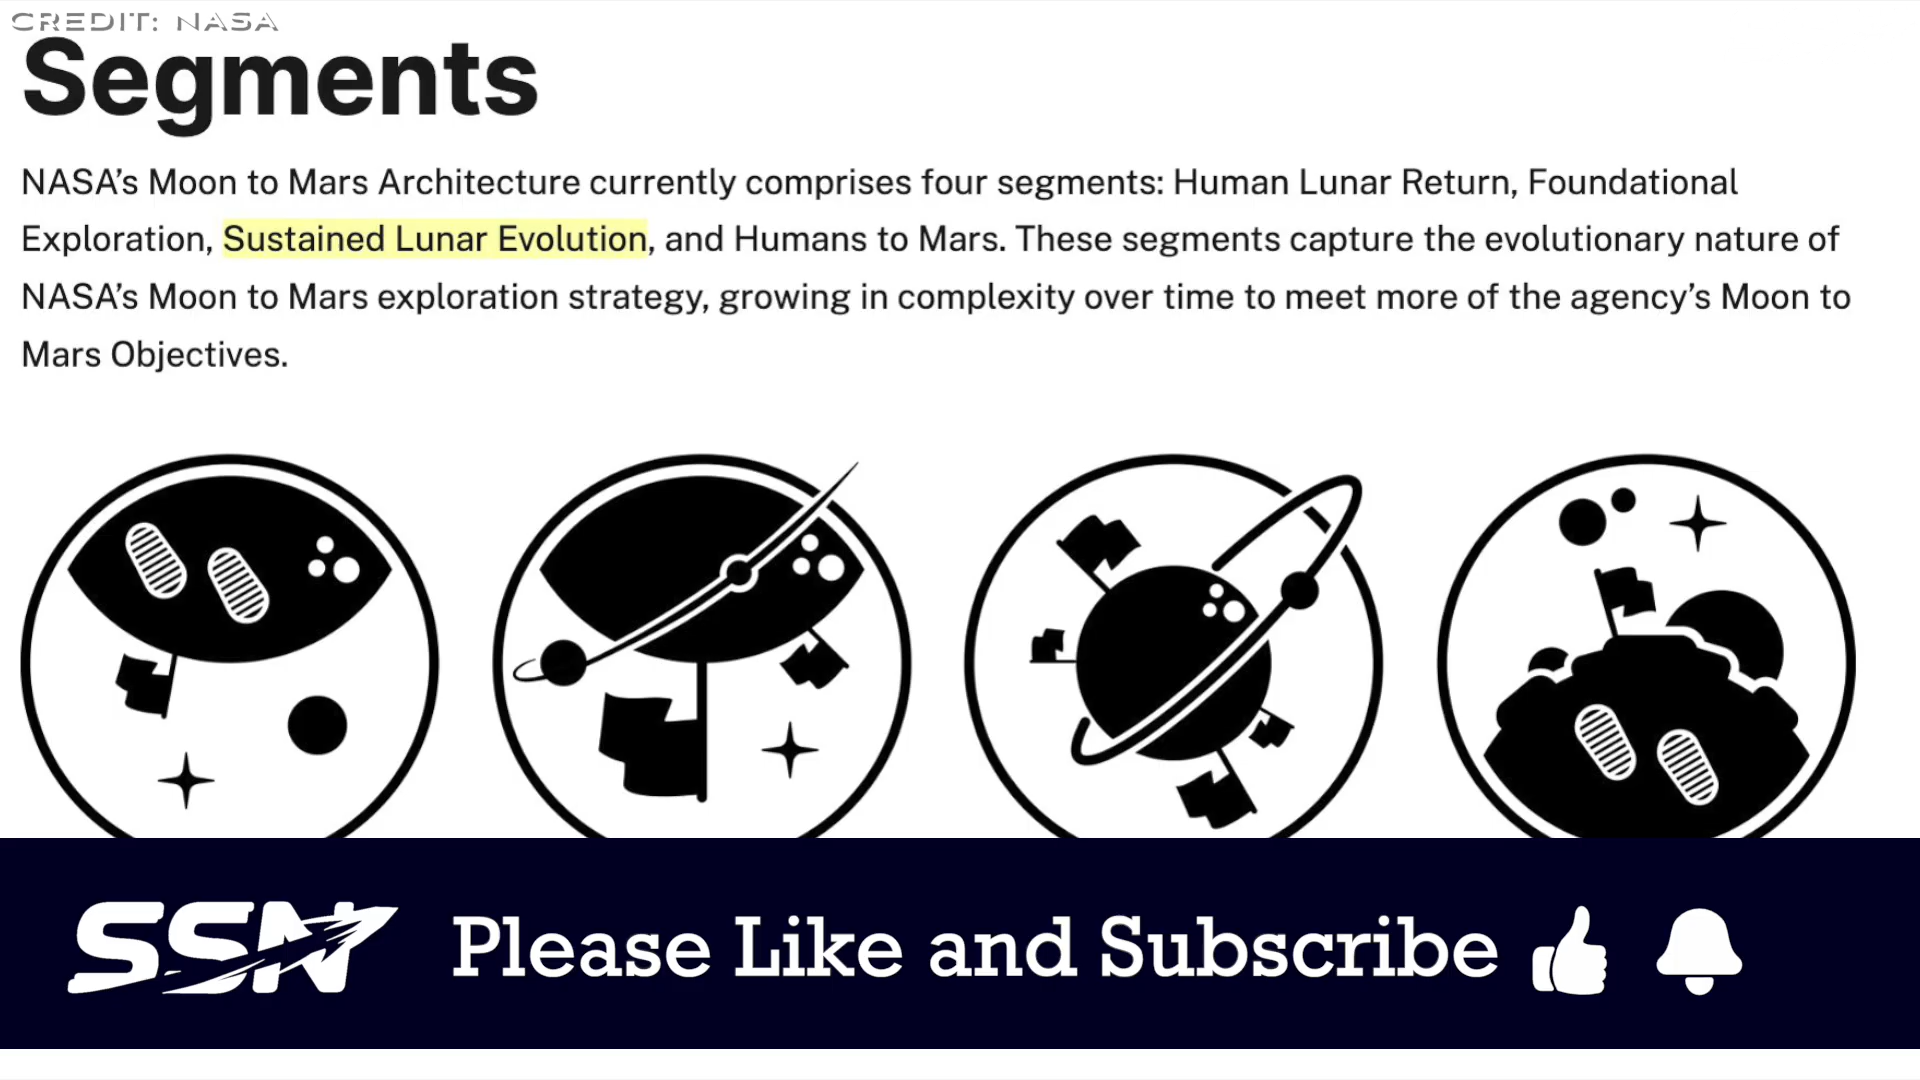 CREDIT: NASA
Segments
NASA’s Moon to Mars Architecture currently comprises four segments: Human Lunar Return, Foundational
Exploration, Sustained Lunar Evolution, and Humans to Mars. These segments capture the evolutionary nature of
NASA’s Moon to Mars exploration strategy, growing in complexity over time to meet more of the agency’s Moon to
Mars Objectives.
SSN Please Like and Subscribe